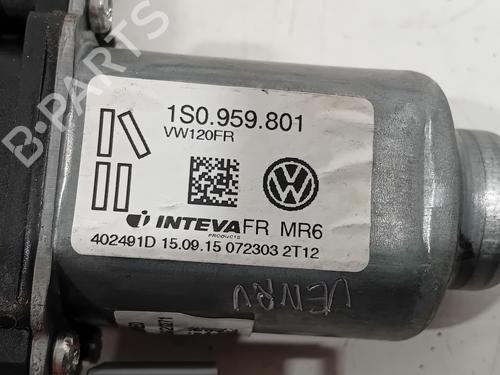 1S0.959.801
VW120FR
INTEVA FR MR6
PRODUCTS
402491D 15.09.15 072303 2T12
B-PARTS